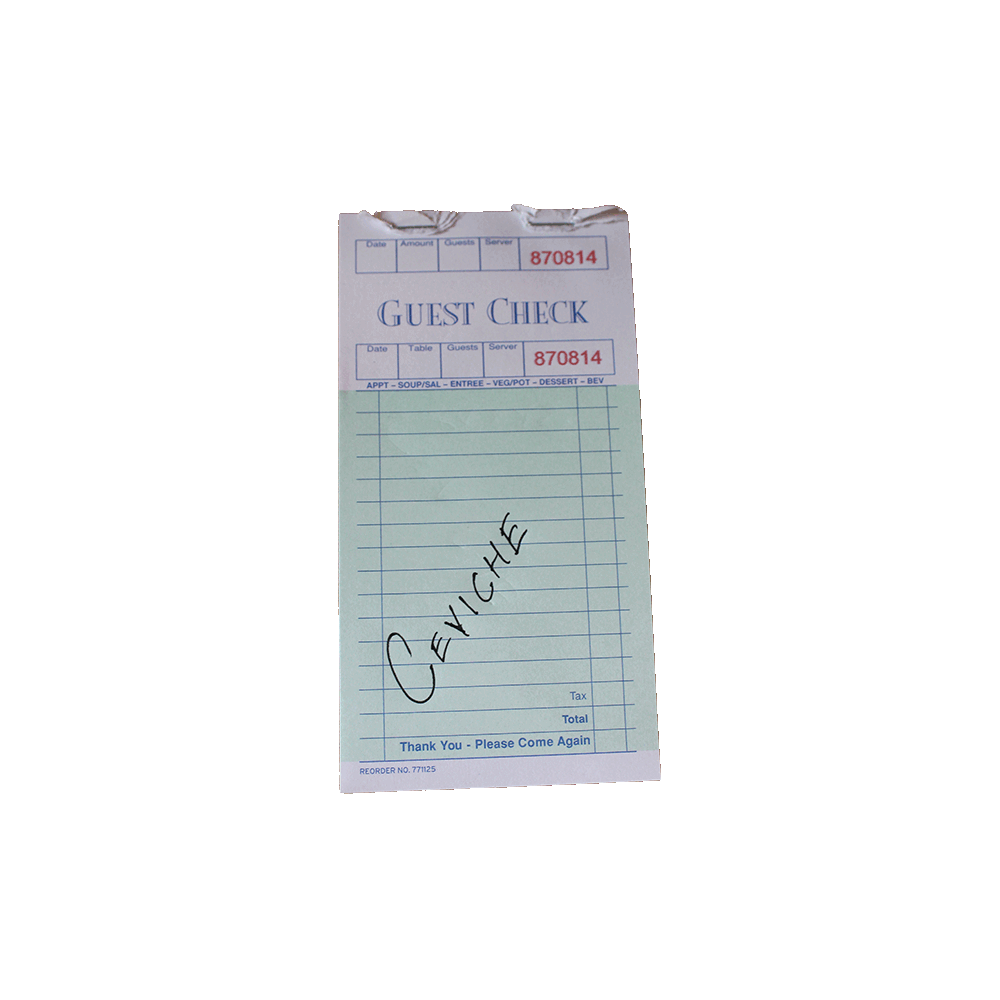 Date Amount Guests Server 870814
GUEST CHECK
Date Table Guests Server 870814
APPT – SOUP/SAL – ENTREE – VEG/POT – DESSERT – BEV
CEVICHE
Tax
Total
Thank You - Please Come Again
REORDER NO. 771125